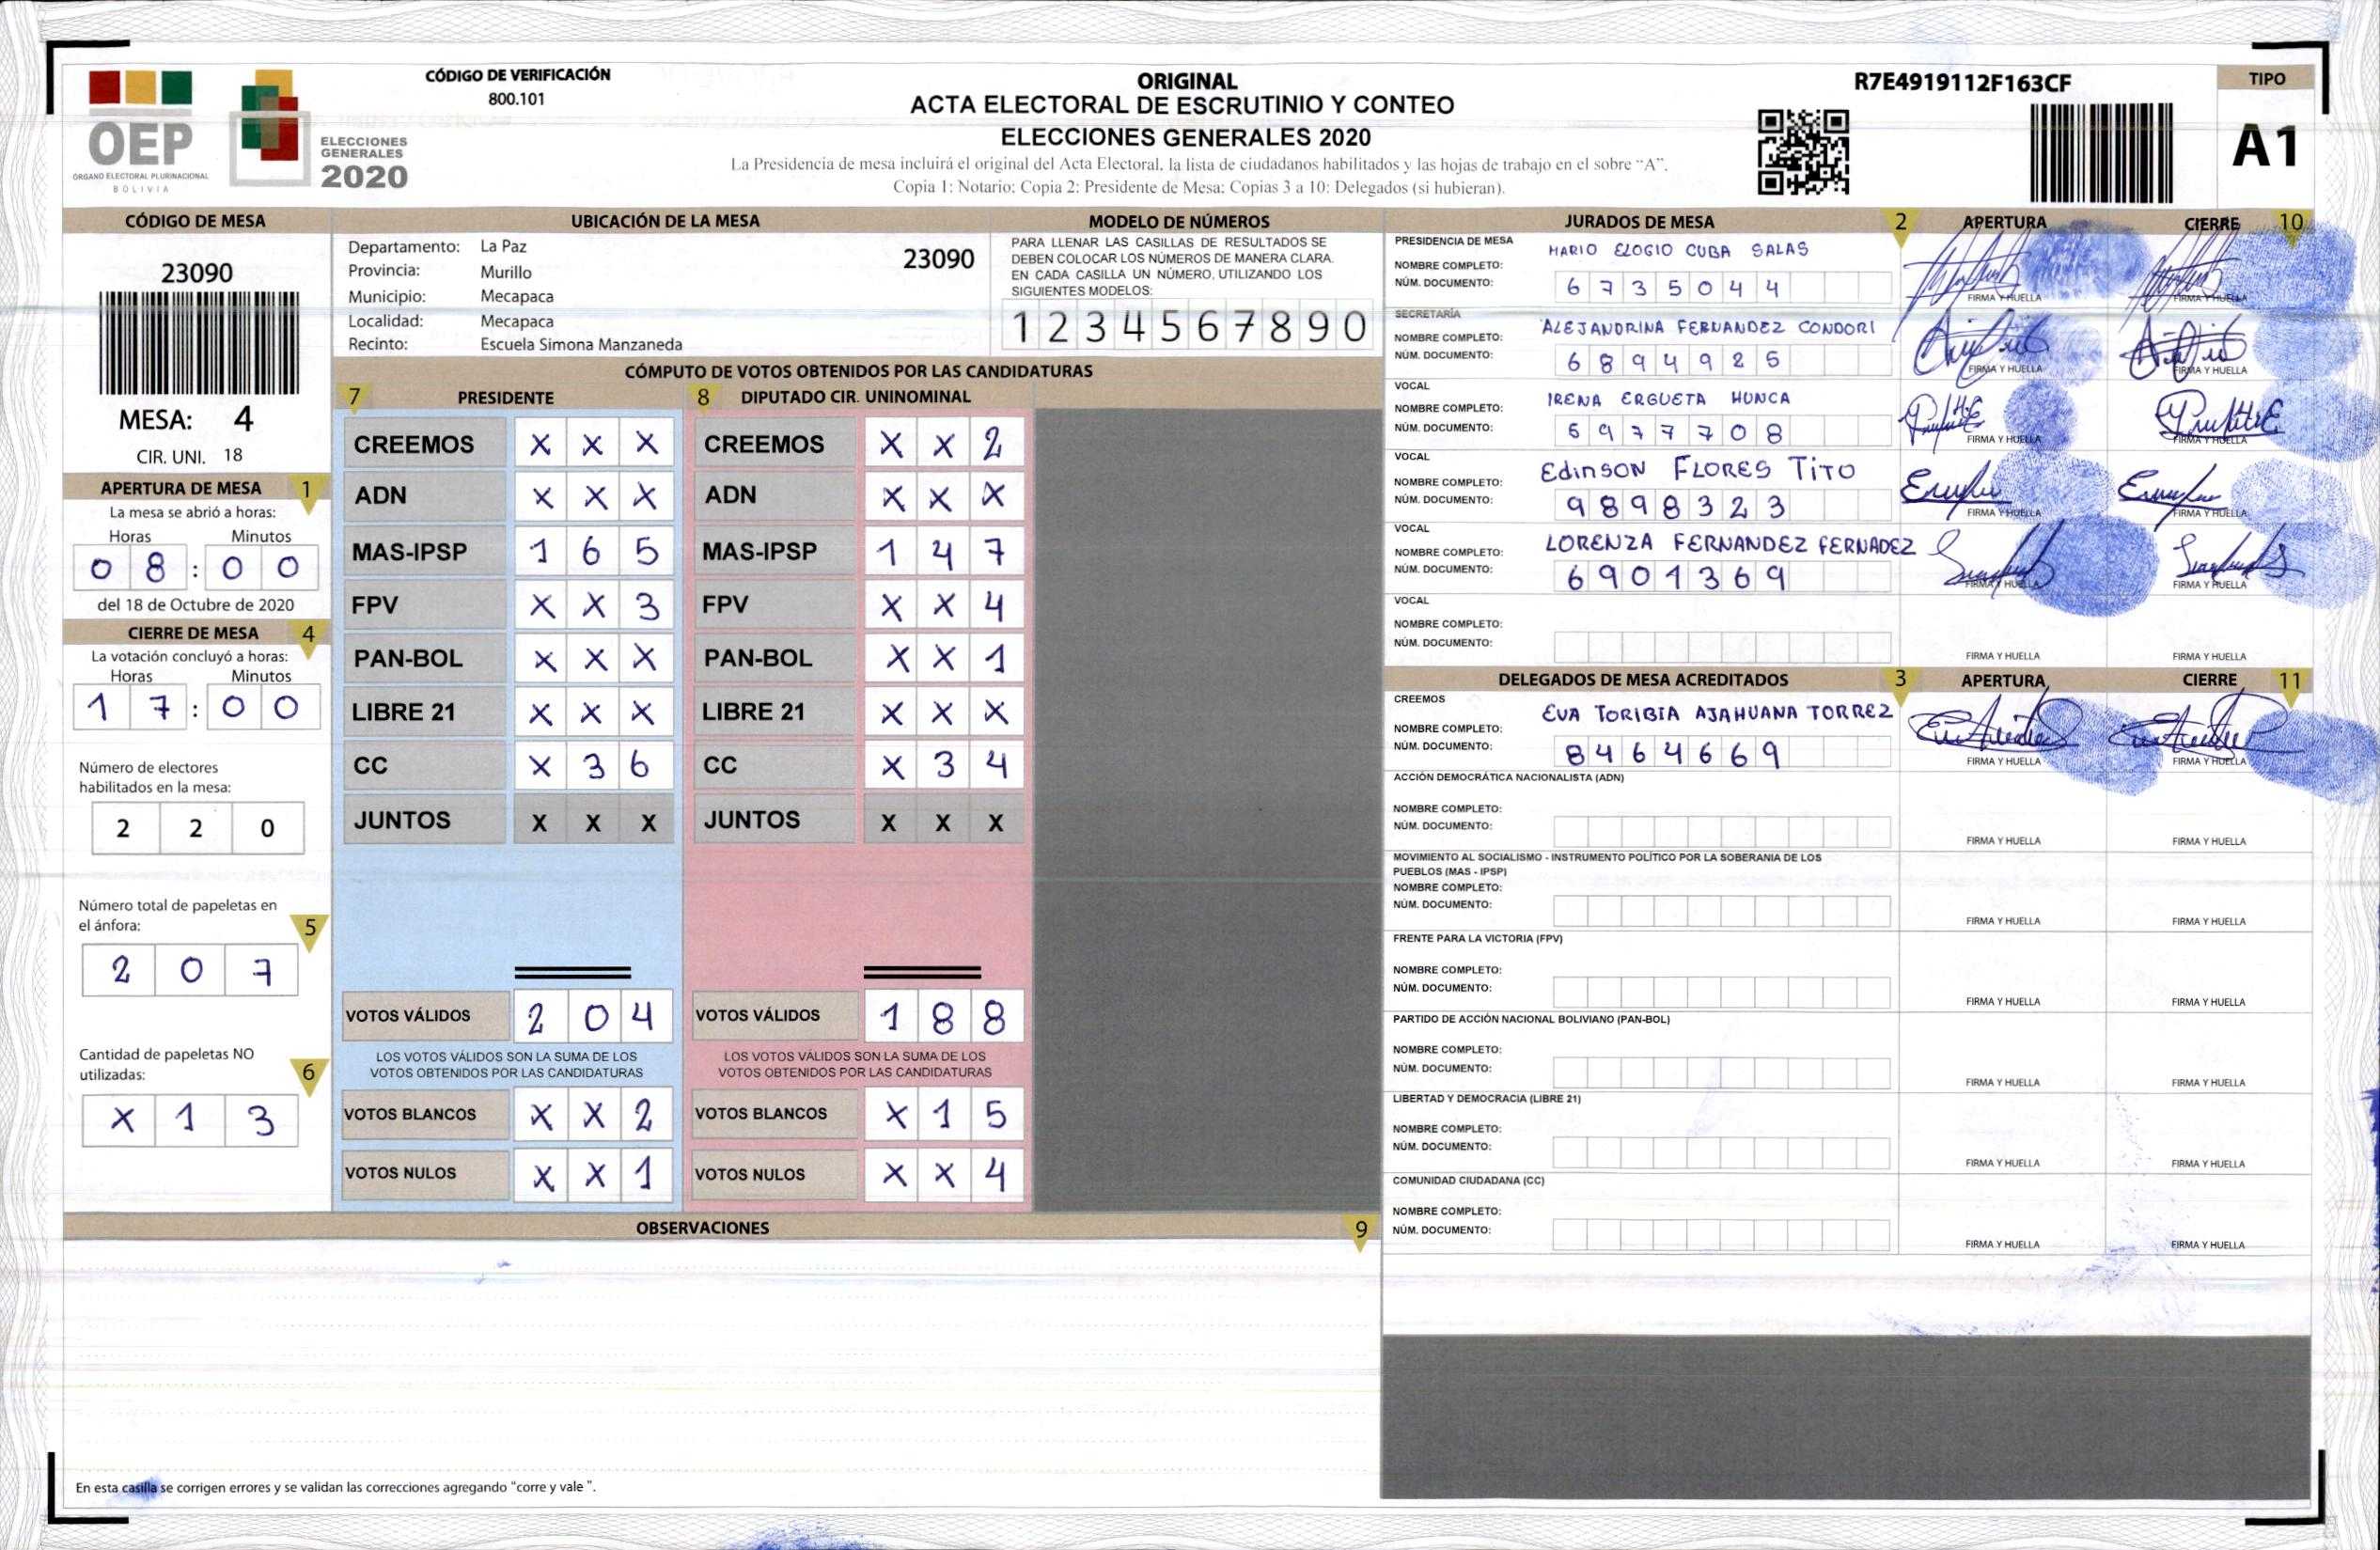 CÓDIGO DE VERIFICACIÓN
800.101
ORIGINAL
ACTA ELECTORAL DE ESCRUTINIO Y CONTEO
ELECCIONES GENERALES 2020
La Presidencia de mesa incluirá el original del Acta Electoral, la lista de ciudadanos habilitados y las hojas de trabajo en el sobre "A".
Copia 1: Notario; Copia 2: Presidente de Mesa; Copias 3 a 10: Delegados (si hubieran).
R7E4919112F163CF
TIPO
A1
OEP
ÓRGANO ELECTORAL PLURINACIONAL
BOLIVIA
ELECCIONES
GENERALES
2020
CÓDIGO DE MESA
23090
MESA: 4
CIR. UNI. 18
APERTURA DE MESA 1
La mesa se abrió a horas:
Horas Minutos
0 8 : 0 0
del 18 de Octubre de 2020
CIERRE DE MESA 4
La votación concluyó a horas:
Horas Minutos
1 7 : 0 0
Número de electores
habilitados en la mesa:
2 2 0
Número total de papeletas en
el ánfora: 5
2 0 7
Cantidad de papeletas NO
utilizadas: 6
X 1 3
UBICACIÓN DE LA MESA
Departamento: La Paz
23090
Provincia: Murillo
Municipio: Mecapaca
Localidad: Mecapaca
Recinto: Escuela Simona Manzaneda
MODELO DE NÚMEROS
PARA LLENAR LAS CASILLAS DE RESULTADOS SE
DEBEN COLOCAR LOS NÚMEROS DE MANERA CLARA.
EN CADA CASILLA UN NÚMERO, UTILIZANDO LOS
SIGUIENTES MODELOS:
1 2 3 4 5 6 7 8 9 0
CÓMPUTO DE VOTOS OBTENIDOS POR LAS CANDIDATURAS
7 PRESIDENTE
CREEMOS X X X
ADN X X X
MAS-IPSP 1 6 5
FPV X X 3
PAN-BOL X X X
LIBRE 21 X X X
CC X 3 6
JUNTOS X X X
VOTOS VÁLIDOS 2 0 4
LOS VOTOS VÁLIDOS SON LA SUMA DE LOS
VOTOS OBTENIDOS POR LAS CANDIDATURAS
VOTOS BLANCOS X X 2
VOTOS NULOS X X 1
8 DIPUTADO CIR. UNINOMINAL
CREEMOS X X 2
ADN X X X
MAS-IPSP 1 4 7
FPV X X 4
PAN-BOL X X 1
LIBRE 21 X X X
CC X 3 4
JUNTOS X X X
VOTOS VÁLIDOS 1 8 8
LOS VOTOS VÁLIDOS SON LA SUMA DE LOS
VOTOS OBTENIDOS POR LAS CANDIDATURAS
VOTOS BLANCOS X 1 5
VOTOS NULOS X X 4
OBSERVACIONES 9
En esta casilla se corrigen errores y se validan las correcciones agregando "corre y vale ".
JURADOS DE MESA 2 APERTURA CIERRE 10
PRESIDENCIA DE MESA
NOMBRE COMPLETO: MARIO ELOGIO CUBA SALAS
NÚM. DOCUMENTO: 6 7 3 5 0 4 4
FIRMA Y HUELLA FIRMA Y HUELLA
SECRETARÍA
NOMBRE COMPLETO: ALEJANDRINA FERNANDEZ CONDORI
NÚM. DOCUMENTO: 6 8 9 4 9 2 5
FIRMA Y HUELLA FIRMA Y HUELLA
VOCAL
NOMBRE COMPLETO: IRENA ERGUETA HUNCA
NÚM. DOCUMENTO: 5 9 7 7 7 0 8
FIRMA Y HUELLA FIRMA Y HUELLA
VOCAL
NOMBRE COMPLETO: Edinson FLORES TiTO
NÚM. DOCUMENTO: 9 8 9 8 3 2 3
FIRMA Y HUELLA FIRMA Y HUELLA
VOCAL
NOMBRE COMPLETO: LORENZA FERNANDEZ FERNADEZ
NÚM. DOCUMENTO: 6 9 0 1 3 6 9
FIRMA Y HUELLA FIRMA Y HUELLA
VOCAL
NOMBRE COMPLETO:
NÚM. DOCUMENTO:
FIRMA Y HUELLA FIRMA Y HUELLA
DELEGADOS DE MESA ACREDITADOS 3 APERTURA CIERRE 11
CREEMOS
NOMBRE COMPLETO: EVA TORIBIA AJAHUANA TORREZ
NÚM. DOCUMENTO: 8 4 6 4 6 6 9
FIRMA Y HUELLA FIRMA Y HUELLA
ACCIÓN DEMOCRÁTICA NACIONALISTA (ADN)
NOMBRE COMPLETO:
NÚM. DOCUMENTO:
FIRMA Y HUELLA FIRMA Y HUELLA
MOVIMIENTO AL SOCIALISMO - INSTRUMENTO POLÍTICO POR LA SOBERANIA DE LOS
PUEBLOS (MAS - IPSP)
NOMBRE COMPLETO:
NÚM. DOCUMENTO:
FIRMA Y HUELLA FIRMA Y HUELLA
FRENTE PARA LA VICTORIA (FPV)
NOMBRE COMPLETO:
NÚM. DOCUMENTO:
FIRMA Y HUELLA FIRMA Y HUELLA
PARTIDO DE ACCIÓN NACIONAL BOLIVIANO (PAN-BOL)
NOMBRE COMPLETO:
NÚM. DOCUMENTO:
FIRMA Y HUELLA FIRMA Y HUELLA
LIBERTAD Y DEMOCRACIA (LIBRE 21)
NOMBRE COMPLETO:
NÚM. DOCUMENTO:
FIRMA Y HUELLA FIRMA Y HUELLA
COMUNIDAD CIUDADANA (CC)
NOMBRE COMPLETO:
NÚM. DOCUMENTO:
FIRMA Y HUELLA FIRMA Y HUELLA